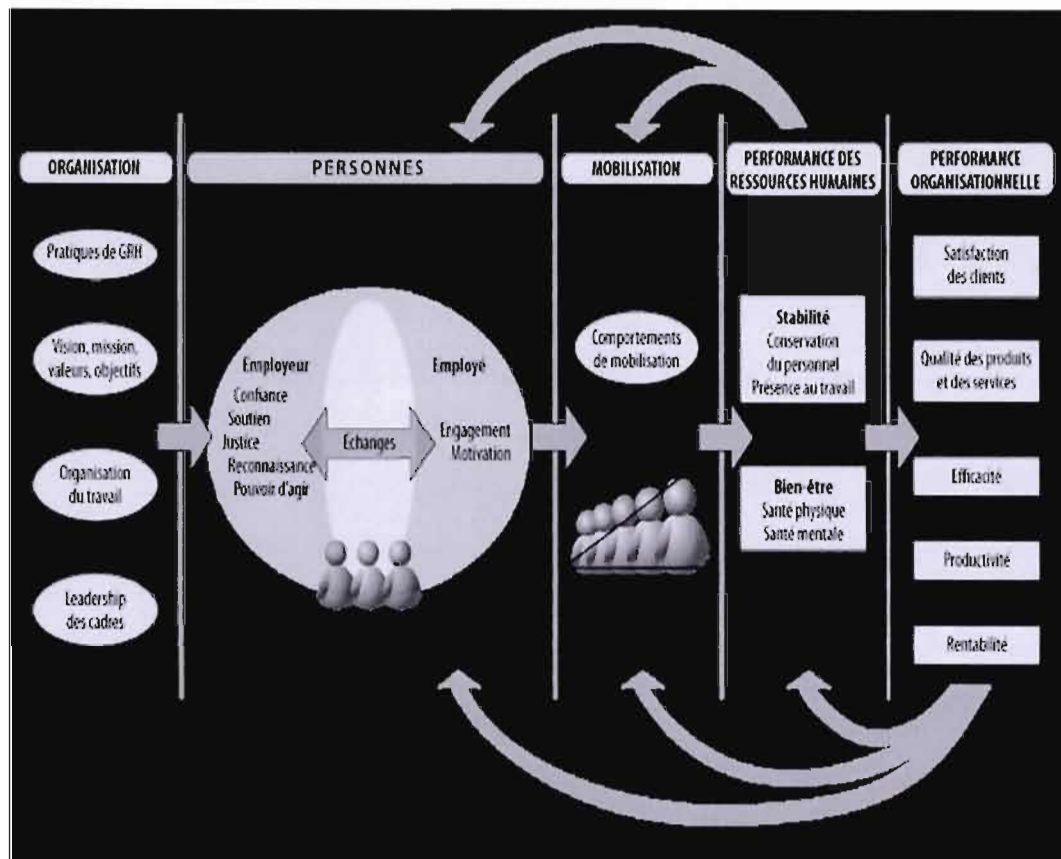 ORGANISATION
Pratiques de GRH
Vision, mission,
valeurs, objectifs
Organisation
du travail
Leadership
des cadres
PERSONNES
Employeur
Confiance
Soutien
Justice
Reconnaissance
Pouvoir d'agir
Échanges
Employé
Engagement
Motivation
MOBILISATION
Comportements
de mobilisation
PERFORMANCE DES
RESSOURCES HUMAINES
Stabilité
Conservation
du personnel
Présence au travail
Bien-être
Santé physique
Santé mentale
PERFORMANCE
ORGANISATIONNELLE
Satisfaction
des clients
Qualité des produits
et des services
Efficacité
Productivité
Rentabilité